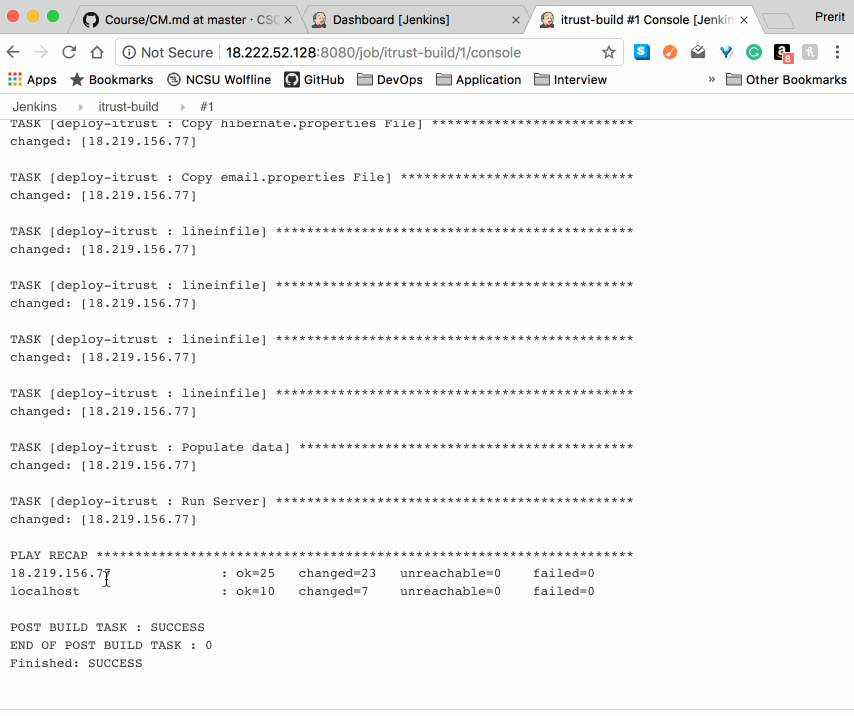 Course/CM.md at master · CSC
Dashboard [Jenkins]
itrust-build #1 Console [Jenkin
Prerit
Not Secure 18.222.52.128:8080/job/itrust-build/1/console
S
a
8
Apps Bookmarks NCSU Wolfline GitHub DevOps Application Interview » Other Bookmarks
Jenkins itrust-build #1
TASK [deploy-itrust : Copy hibernate.properties File] **************************
changed: [18.219.156.77]
TASK [deploy-itrust : Copy email.properties File] ******************************
changed: [18.219.156.77]
TASK [deploy-itrust : lineinfile] **********************************************
changed: [18.219.156.77]
TASK [deploy-itrust : lineinfile] **********************************************
changed: [18.219.156.77]
TASK [deploy-itrust : lineinfile] **********************************************
changed: [18.219.156.77]
TASK [deploy-itrust : lineinfile] **********************************************
changed: [18.219.156.77]
TASK [deploy-itrust : Populate data] *******************************************
changed: [18.219.156.77]
TASK [deploy-itrust : Run Server] **********************************************
changed: [18.219.156.77]
PLAY RECAP *********************************************************************
18.219.156.77 : ok=25 changed=23 unreachable=0 failed=0
localhost : ok=10 changed=7 unreachable=0 failed=0
POST BUILD TASK : SUCCESS
END OF POST BUILD TASK : 0
Finished: SUCCESS